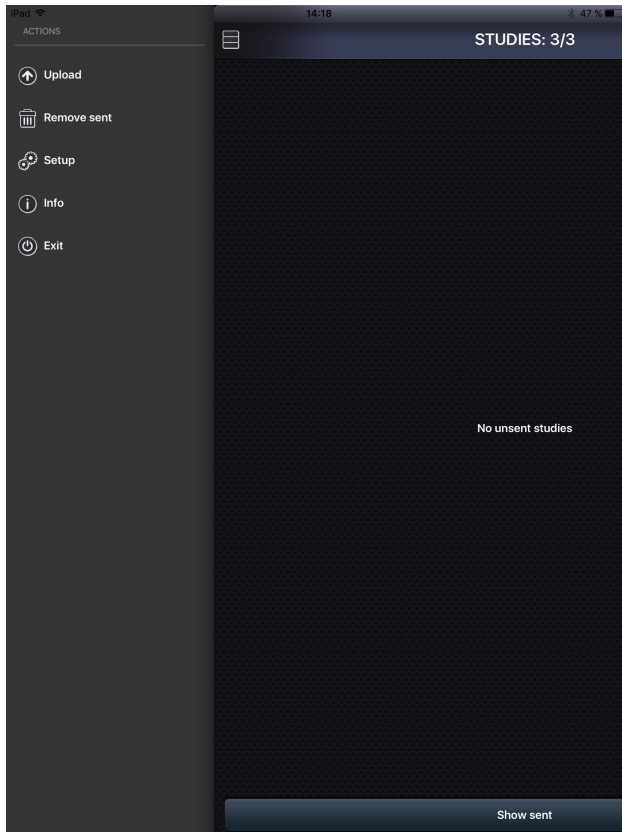 iPad
14:18
47 %
ACTIONS
STUDIES: 3/3
Upload
Remove sent
Setup
Info
Exit
No unsent studies
Show sent